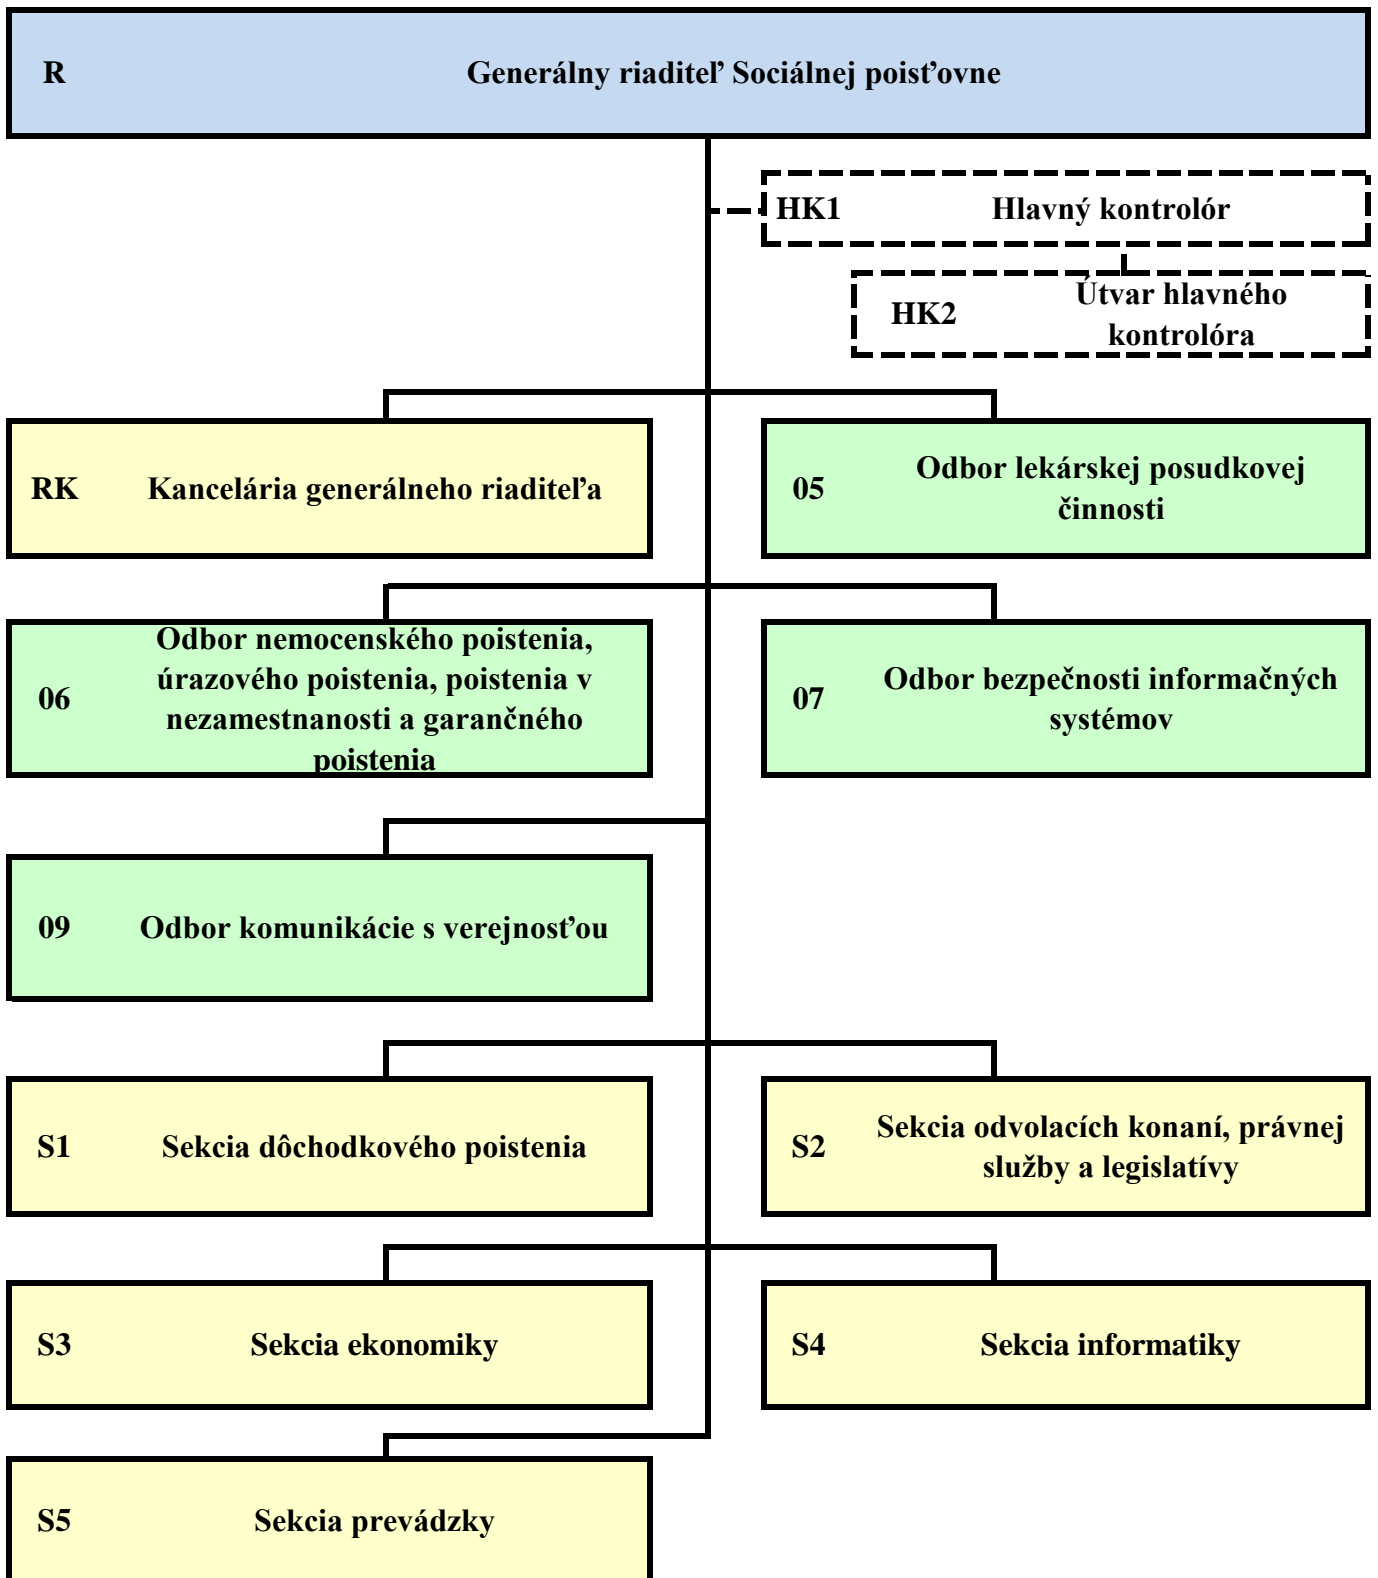 R Generálny riaditeľ Sociálnej poisťovne
HK1 Hlavný kontrolór
HK2 Útvar hlavného
kontrolóra
RK Kancelária generálneho riaditeľa
05 Odbor lekárskej posudkovej
činnosti
06 Odbor nemocenského poistenia,
úrazového poistenia, poistenia v
nezamestnanosti a garančného
poistenia
07 Odbor bezpečnosti informačných
systémov
09 Odbor komunikácie s verejnosťou
S1 Sekcia dôchodkového poistenia
S2 Sekcia odvolacích konaní, právnej
služby a legislatívy
S3 Sekcia ekonomiky
S4 Sekcia informatiky
S5 Sekcia prevádzky